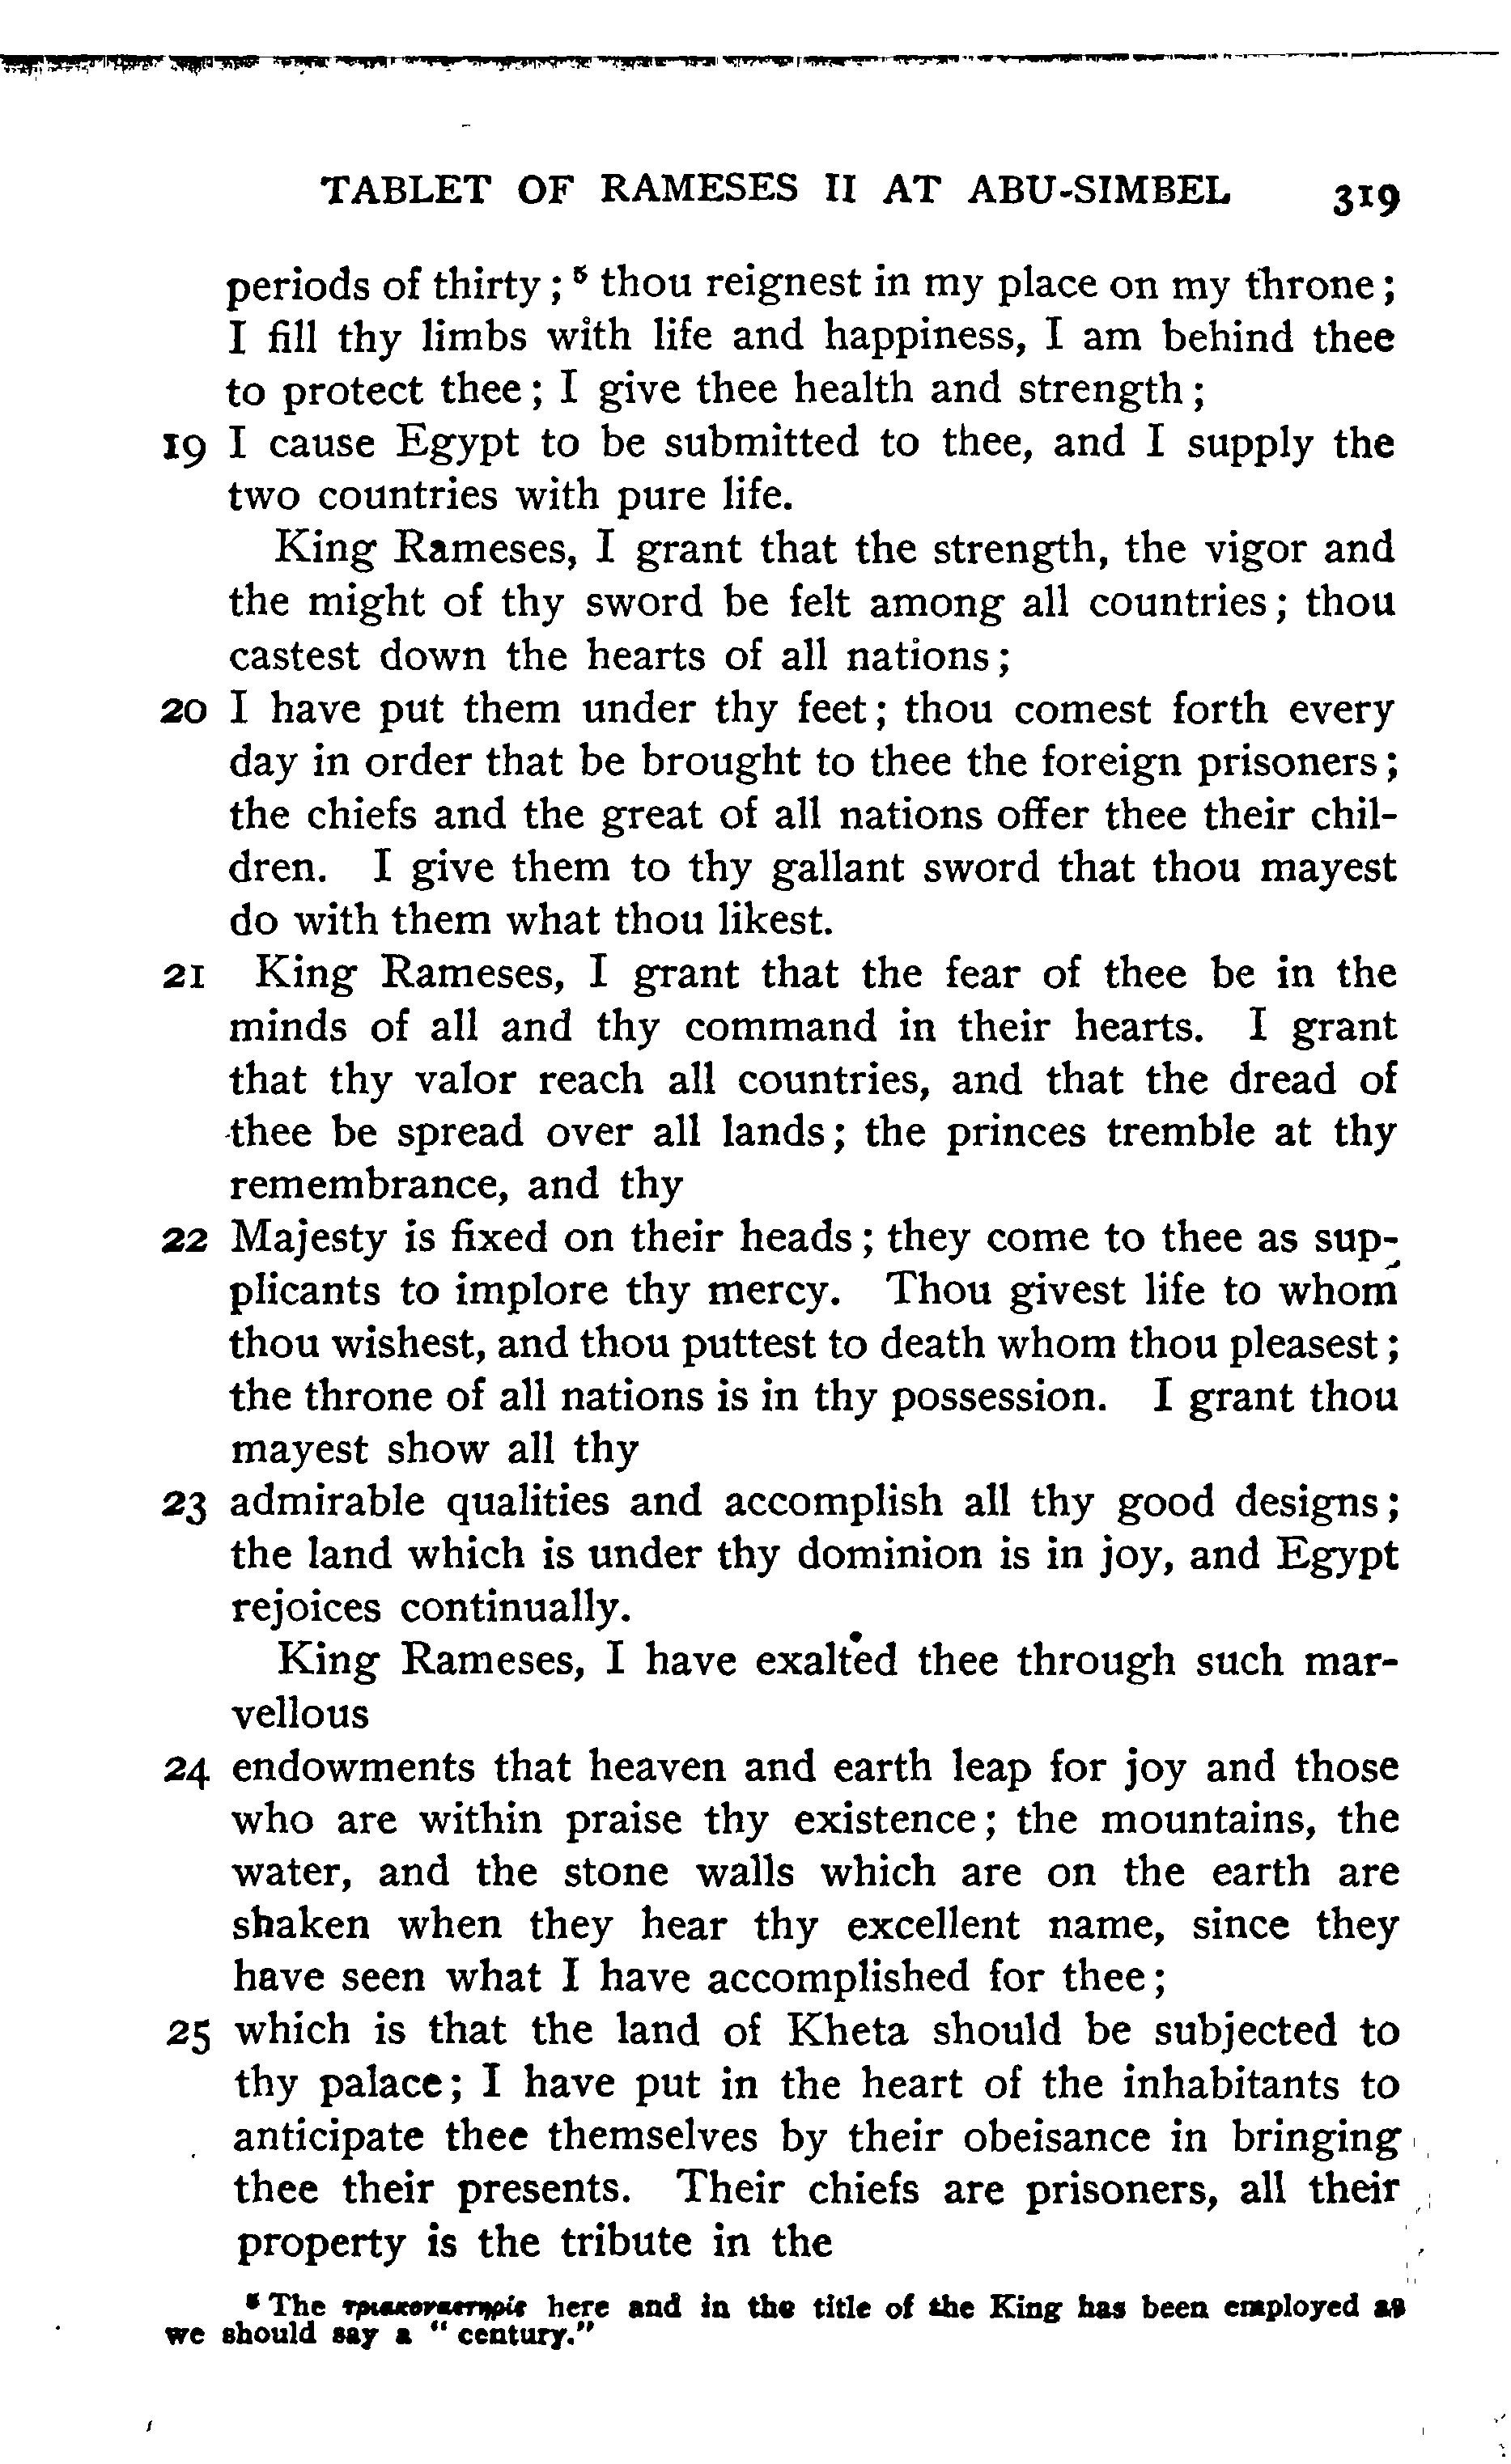 TABLET OF RAMESES II AT ABU-SIMBEL 319
periods of thirty; ⁵ thou reignest in my place on my throne;
I fill thy limbs with life and happiness, I am behind thee
to protect thee; I give thee health and strength;
19 I cause Egypt to be submitted to thee, and I supply the
two countries with pure life.
King Rameses, I grant that the strength, the vigor and
the might of thy sword be felt among all countries; thou
castest down the hearts of all nations;
20 I have put them under thy feet; thou comest forth every
day in order that be brought to thee the foreign prisoners;
the chiefs and the great of all nations offer thee their chil-
dren. I give them to thy gallant sword that thou mayest
do with them what thou likest.
21 King Rameses, I grant that the fear of thee be in the
minds of all and thy command in their hearts. I grant
that thy valor reach all countries, and that the dread of
thee be spread over all lands; the princes tremble at thy
remembrance, and thy
22 Majesty is fixed on their heads; they come to thee as sup-
plicants to implore thy mercy. Thou givest life to whom
thou wishest, and thou puttest to death whom thou pleasest;
the throne of all nations is in thy possession. I grant thou
mayest show all thy
23 admirable qualities and accomplish all thy good designs;
the land which is under thy dominion is in joy, and Egypt
rejoices continually.
King Rameses, I have exalted thee through such mar-
vellous
24 endowments that heaven and earth leap for joy and those
who are within praise thy existence; the mountains, the
water, and the stone walls which are on the earth are
shaken when they hear thy excellent name, since they
have seen what I have accomplished for thee;
25 which is that the land of Kheta should be subjected to
thy palace; I have put in the heart of the inhabitants to
anticipate thee themselves by their obeisance in bringing
thee their presents. Their chiefs are prisoners, all their
property is the tribute in the
⁵ The τριακονταετηρίς here and in the title of the King has been employed as
we should say a "century."